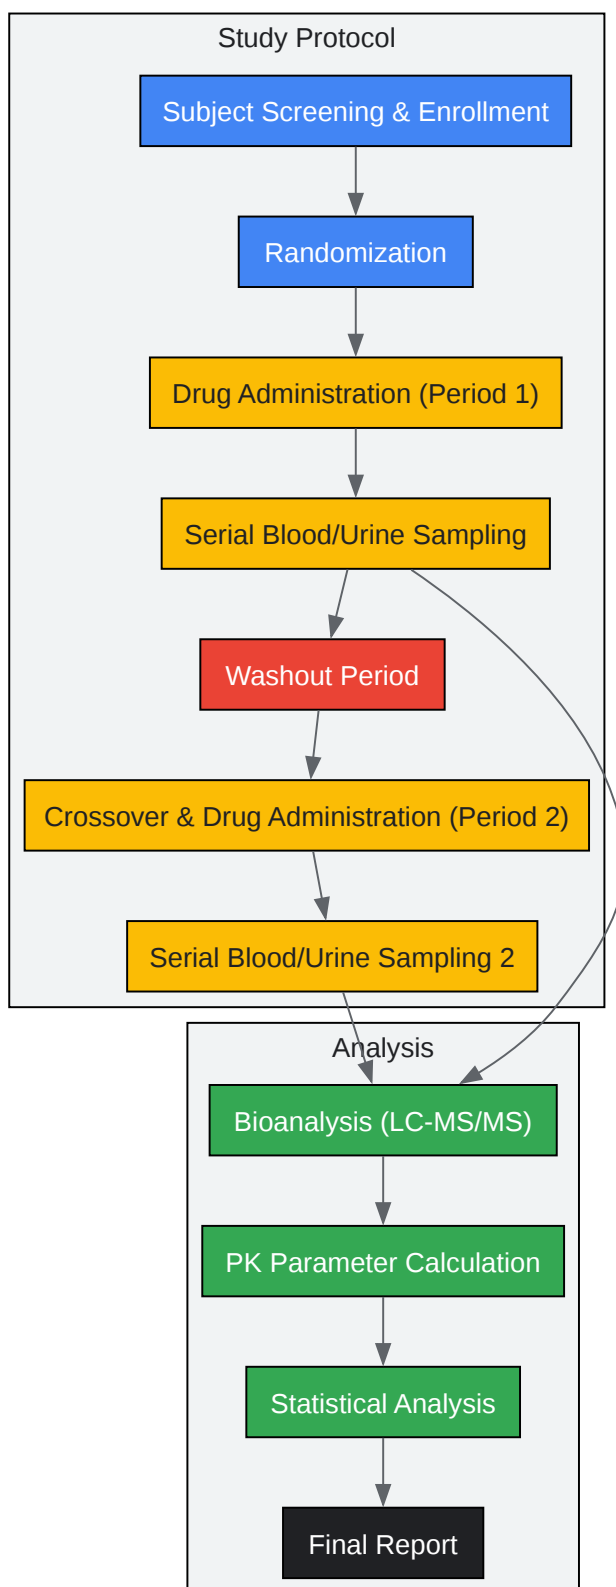 Study Protocol
Subject Screening & Enrollment
Randomization
Drug Administration (Period 1)
Serial Blood/Urine Sampling
Washout Period
Crossover & Drug Administration (Period 2)
Serial Blood/Urine Sampling 2
Analysis
Bioanalysis (LC-MS/MS)
PK Parameter Calculation
Statistical Analysis
Final Report